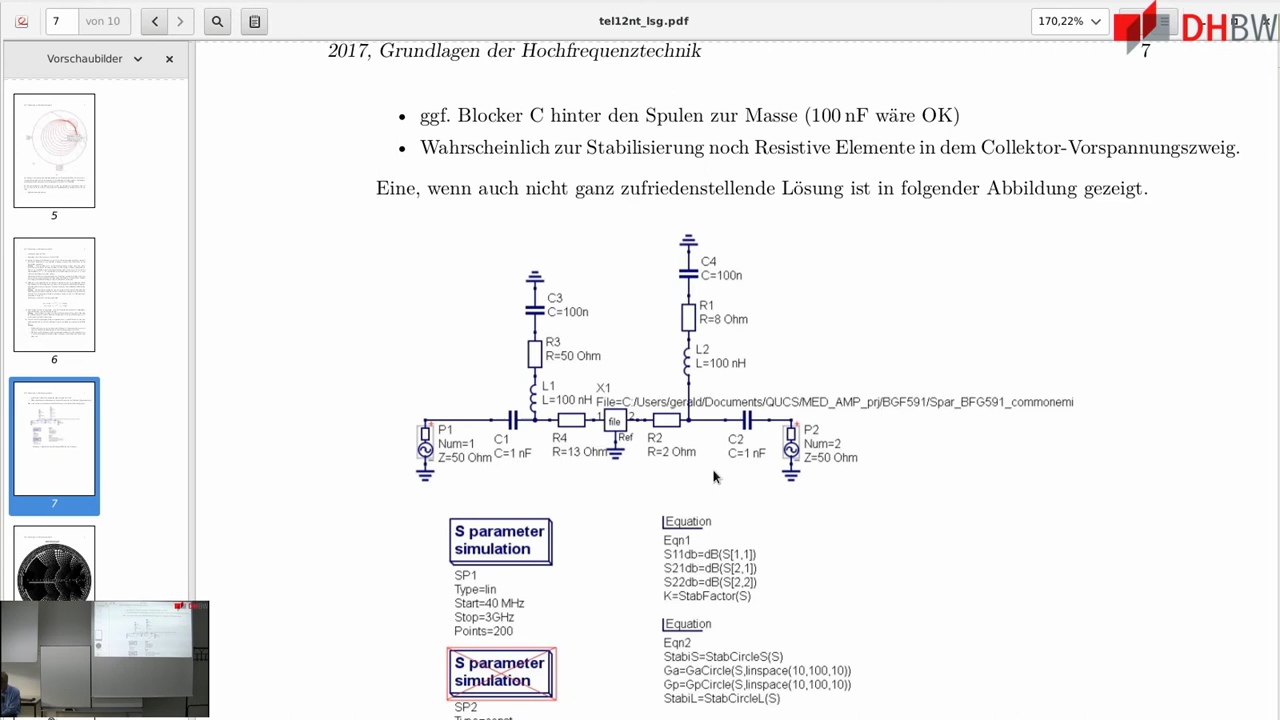 7
von 10
tel12nt_lsg.pdf
170,22%
DHBW
Vorschaubilder
5
6
7
2017, Grundlagen der Hochfrequenztechnik
7
• ggf. Blocker C hinter den Spulen zur Masse (100 nF wäre OK)
• Wahrscheinlich zur Stabilisierung noch Resistive Elemente in dem Collektor-Vorspannungszweig.
Eine, wenn auch nicht ganz zufriedenstellende Lösung ist in folgender Abbildung gezeigt.
C4
C=100n
C3
C=100n
R1
R=8 Ohm
R3
R=50 Ohm
L2
L=100 nH
L1
L=100 nH
X1
File=C:/Users/gerald/Documents/QUCS/MED_AMP_prj/BGF591/Spar_BFG591_commonemi
1
file
2
Ref
P1
Num=1
Z=50 Ohm
C1
C=1 nF
R4
R=13 Ohm
R2
R=2 Ohm
C2
C=1 nF
P2
Num=2
Z=50 Ohm
S parameter
simulation
SP1
Type=lin
Start=40 MHz
Stop=3GHz
Points=200
Equation
Eqn1
S11db=dB(S[1,1])
S21db=dB(S[2,1])
S22db=dB(S[2,2])
K=StabFactor(S)
Equation
Eqn2
StabiS=StabCircleS(S)
Ga=GaCircle(S,linspace(10,100,10))
Gp=GpCircle(S,linspace(10,100,10))
StabiL=StabCircleL(S)
S parameter
simulation
SP2
Type=const
DHBW